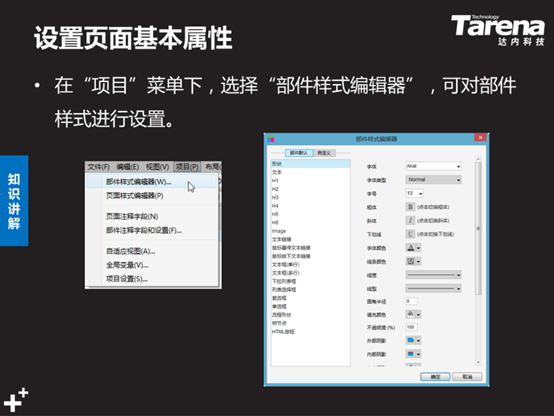 设置页面基本属性
Technology
Tarena
达内科技
• 在“项目”菜单下，选择“部件样式编辑器”，可对部件
样式进行设置。
知识讲解
文件(F) 编辑(E) 视图(V) 项目(P) 布局(
部件样式编辑器(W)...
页面样式编辑器(P)
页面注释字段(N)
部件注释字段和设置(F)...
自适应视图(A)...
全局变量(V)...
项目设置(S)...
部件样式编辑器
部件默认 自定义
形状
文本
H1
H2
H3
H4
H5
H6
Image
文本链接
鼠标悬停文本链接
鼠标按下文本链接
文本框(单行)
文本框(多行)
下拉列表框
列表选择框
复选框
单选框
流程形状
树节点
HTML按钮
字体 Arial
字体类型 Normal
字号 13
粗体 B (点击切换粗体)
斜体 I (点击切换斜体)
下划线 U (点击切换下划线)
字体颜色 A
线条颜色
线宽
线型
圆角半径 0
填充颜色
不透明度 (%) 100
外部阴影
内部阴影
确定 取消